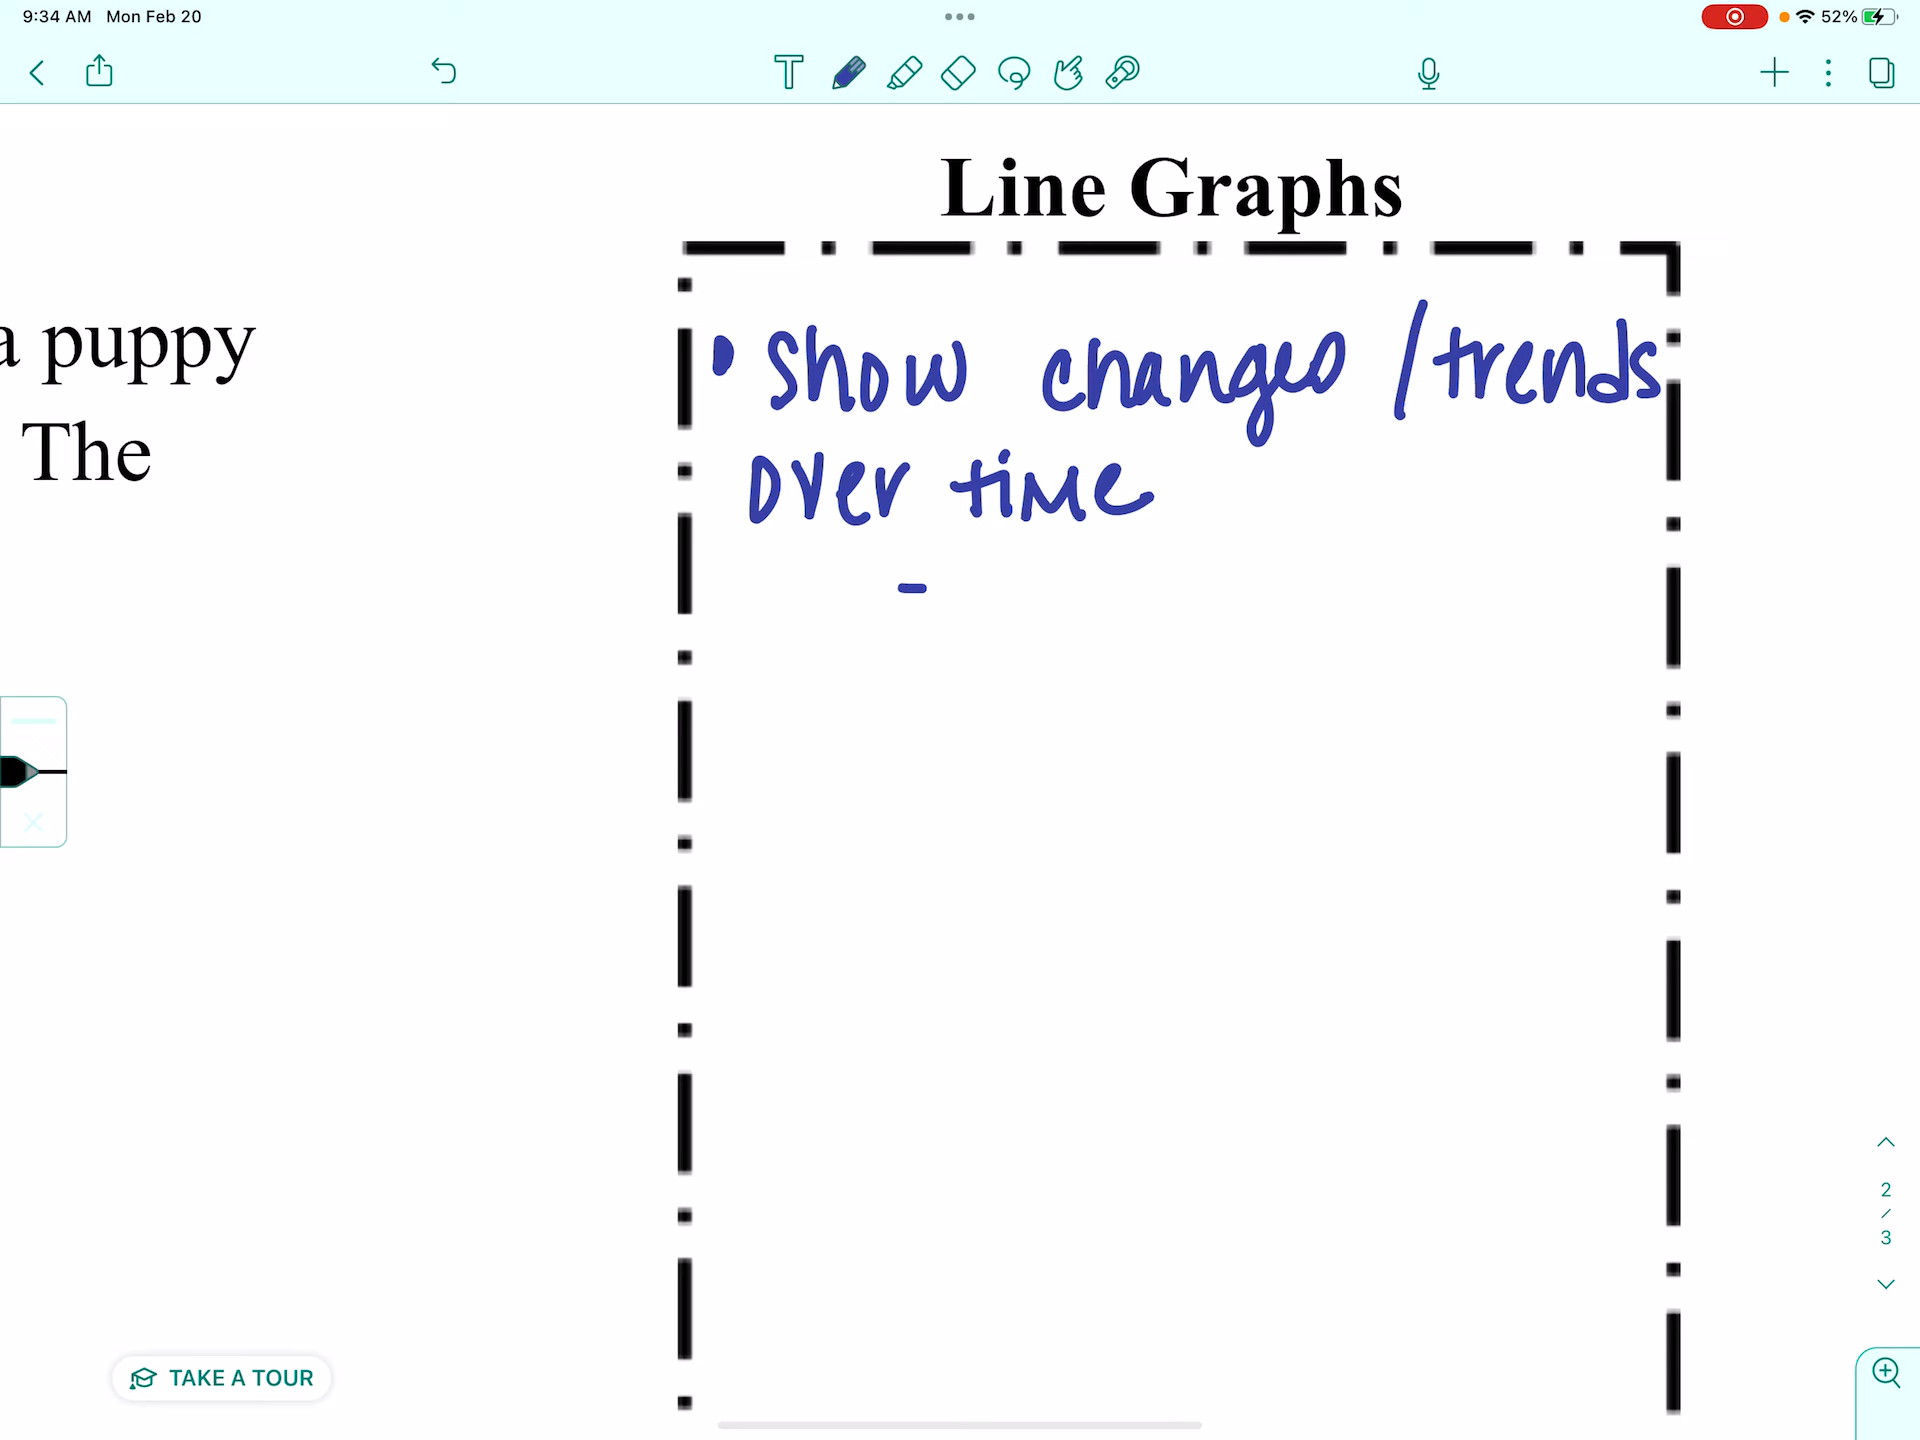 9:34 AM Mon Feb 20
52%
Line Graphs
a puppy
The
• show changes / trends
over time
-
2
/
3
TAKE A TOUR